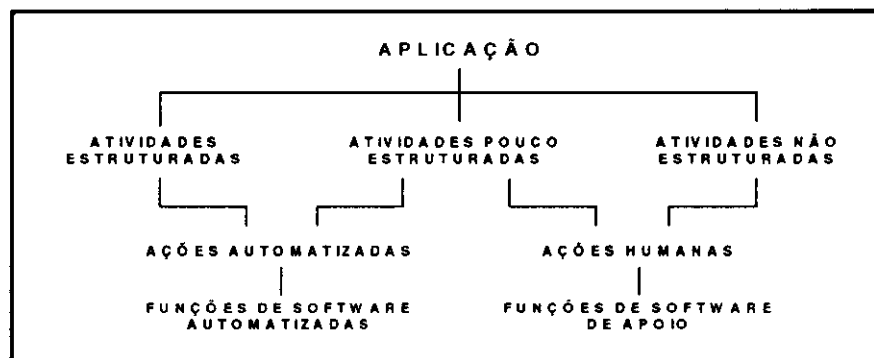 APLICAÇÃO
ATIVIDADES
ESTRUTURADAS
ATIVIDADES POUCO
ESTRUTURADAS
ATIVIDADES NÃO
ESTRUTURADAS
AÇÕES AUTOMATIZADAS
AÇÕES HUMANAS
FUNÇÕES DE SOFTWARE
AUTOMATIZADAS
FUNÇÕES DE SOFTWARE
DE APOIO